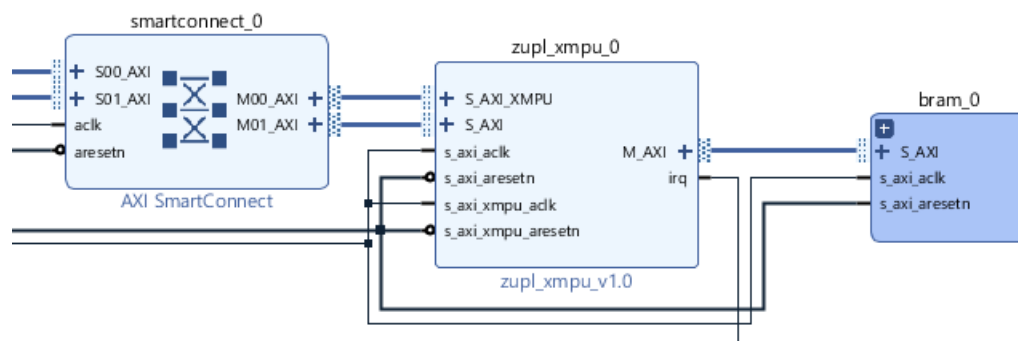 smartconnect_0
S00_AXI
S01_AXI
aclk
aresetn
M00_AXI
M01_AXI
AXI SmartConnect
zupl_xmpu_0
S_AXI_XMPU
S_AXI
s_axi_aclk
s_axi_aresetn
s_axi_xmpu_aclk
s_axi_xmpu_aresetn
M_AXI
irq
zupl_xmpu_v1.0
bram_0
S_AXI
s_axi_aclk
s_axi_aresetn